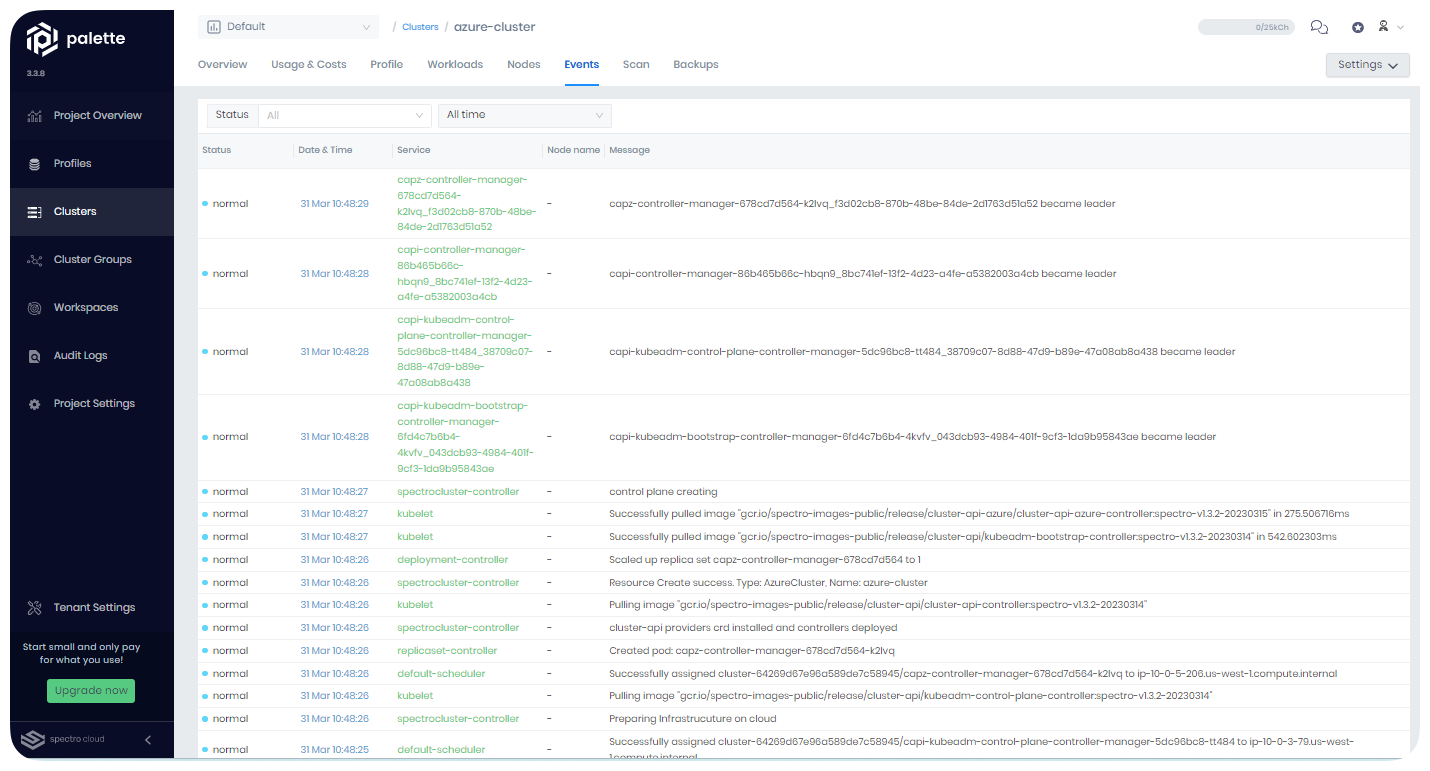 palette
3.3.8
Project Overview
Profiles
Clusters
Cluster Groups
Workspaces
Audit Logs
Project Settings
Tenant Settings
Start small and only pay
for what you use!
Upgrade now
spectro cloud
Default
/ Clusters / azure-cluster
0/25kCh
Overview Usage & Costs Profile Workloads Nodes Events Scan Backups
Settings
Status All All time
Status Date & Time Service Node name Message
normal 31 Mar 10:48:29 capz-controller-manager-
678cd7d564-
k2lvq_f3d02cb8-870b-48be-
84de-2d1763d51a52 - capz-controller-manager-678cd7d564-k2lvq_f3d02cb8-870b-48be-84de-2d1763d51a52 became leader
normal 31 Mar 10:48:28 capi-controller-manager-
86b465b66c-
hbqn9_8bc741ef-13f2-4d23-
a4fe-a5382003a4cb - capi-controller-manager-86b465b66c-hbqn9_8bc741ef-13f2-4d23-a4fe-a5382003a4cb became leader
normal 31 Mar 10:48:28 capi-kubeadm-control-
plane-controller-manager-
5dc96bc8-tt484_38709c07-
8d88-47d9-b89e-
47a08ab8a438 - capi-kubeadm-control-plane-controller-manager-5dc96bc8-tt484_38709c07-8d88-47d9-b89e-47a08ab8a438 became leader
normal 31 Mar 10:48:28 capi-kubeadm-bootstrap-
controller-manager-
6fd4c7b6b4-
4kvfv_043dcb93-4984-401f-
9cf3-1da9b95843ae - capi-kubeadm-bootstrap-controller-manager-6fd4c7b6b4-4kvfv_043dcb93-4984-401f-9cf3-1da9b95843ae became leader
normal 31 Mar 10:48:27 spectrocluster-controller - control plane creating
normal 31 Mar 10:48:27 kubelet - Successfully pulled image "gcr.io/spectro-images-public/release/cluster-api-azure/cluster-api-azure-controller:spectro-v1.3.2-20230315" in 275.506716ms
normal 31 Mar 10:48:27 kubelet - Successfully pulled image "gcr.io/spectro-images-public/release/cluster-api/kubeadm-bootstrap-controller:spectro-v1.3.2-20230314" in 542.602303ms
normal 31 Mar 10:48:26 deployment-controller - Scaled up replica set capz-controller-manager-678cd7d564 to 1
normal 31 Mar 10:48:26 spectrocluster-controller - Resource Create success. Type: AzureCluster, Name: azure-cluster
normal 31 Mar 10:48:26 kubelet - Pulling image "gcr.io/spectro-images-public/release/cluster-api/cluster-api-controller:spectro-v1.3.2-20230314"
normal 31 Mar 10:48:26 spectrocluster-controller - cluster-api providers crd installed and controllers deployed
normal 31 Mar 10:48:26 replicaset-controller - Created pod: capz-controller-manager-678cd7d564-k2lvq
normal 31 Mar 10:48:26 default-scheduler - Successfully assigned cluster-64269d67e96a589de7c58945/capz-controller-manager-678cd7d564-k2lvq to ip-10-0-5-206.us-west-1.compute.internal
normal 31 Mar 10:48:26 kubelet - Pulling image "gcr.io/spectro-images-public/release/cluster-api/kubeadm-control-plane-controller:spectro-v1.3.2-20230314"
normal 31 Mar 10:48:26 spectrocluster-controller - Preparing Infrastrucuture on cloud
normal 31 Mar 10:48:25 default-scheduler - Successfully assigned cluster-64269d67e96a589de7c58945/capi-kubeadm-control-plane-controller-manager-5dc96bc8-tt484 to ip-10-0-3-79.us-west-
1.compute.internal